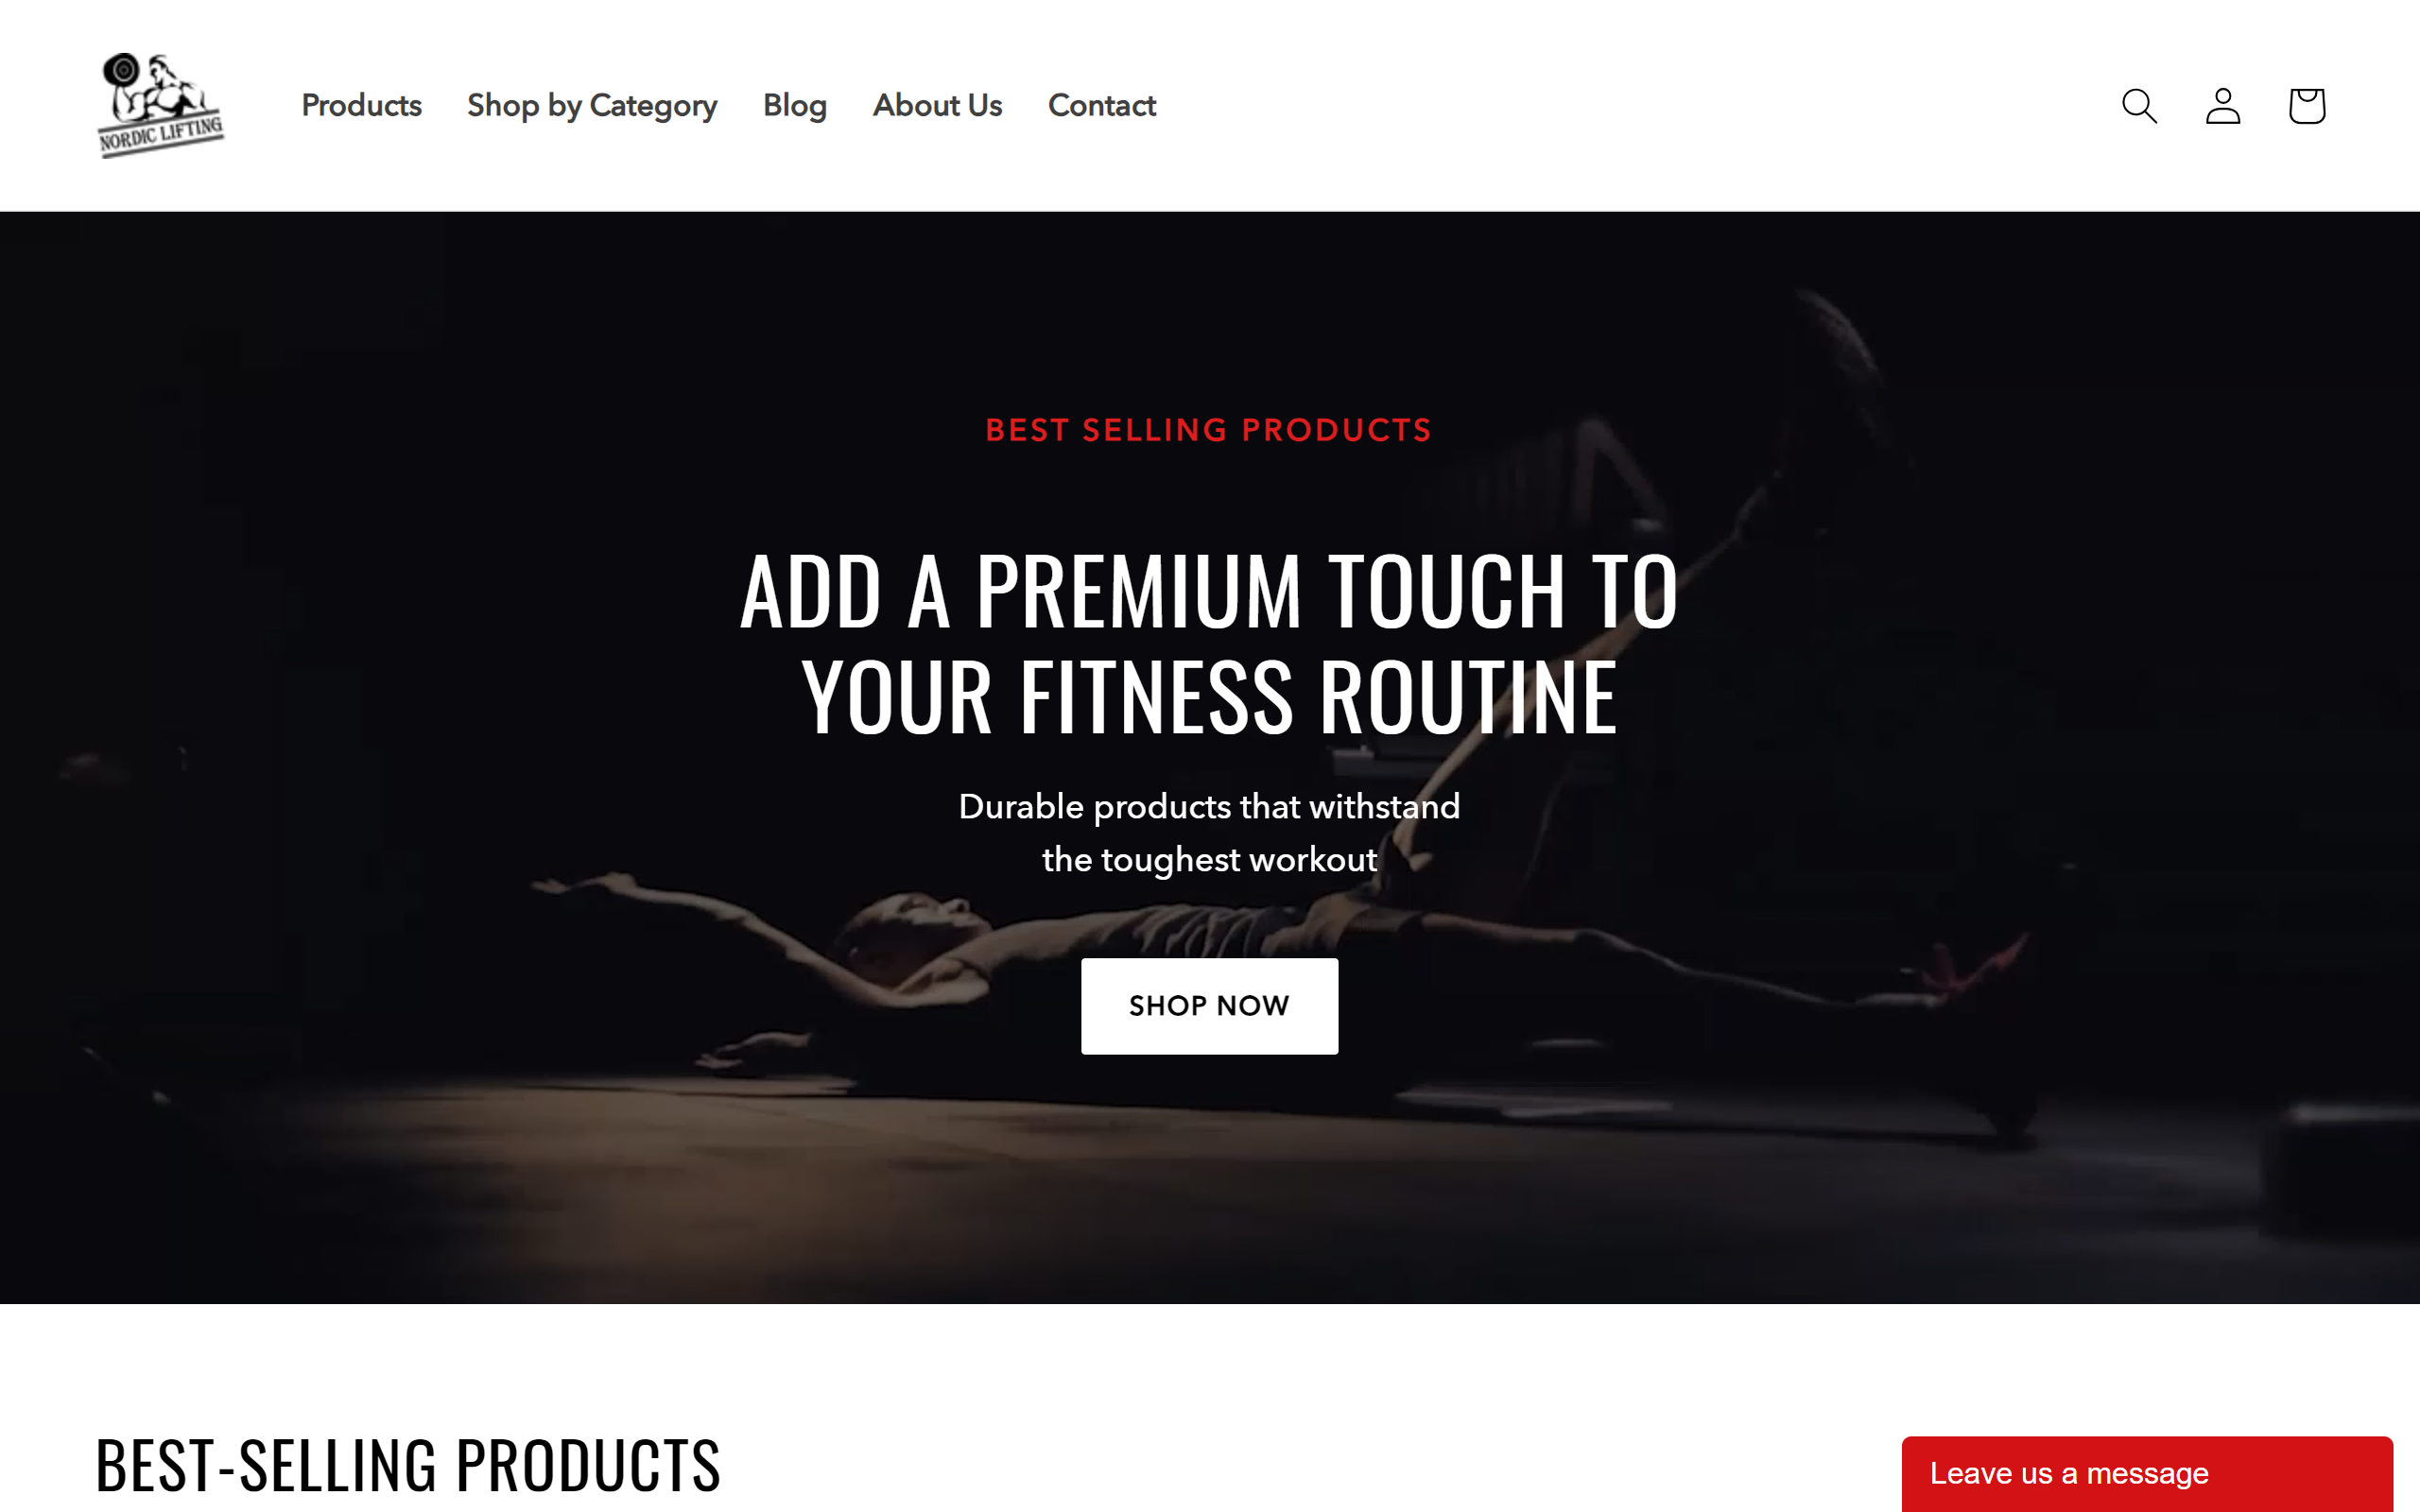 NORDIC LIFTING
Products
Shop by Category
Blog
About Us
Contact
BEST SELLING PRODUCTS
ADD A PREMIUM TOUCH TO
YOUR FITNESS ROUTINE
Durable products that withstand
the toughest workout
SHOP NOW
BEST-SELLING PRODUCTS
Leave us a message